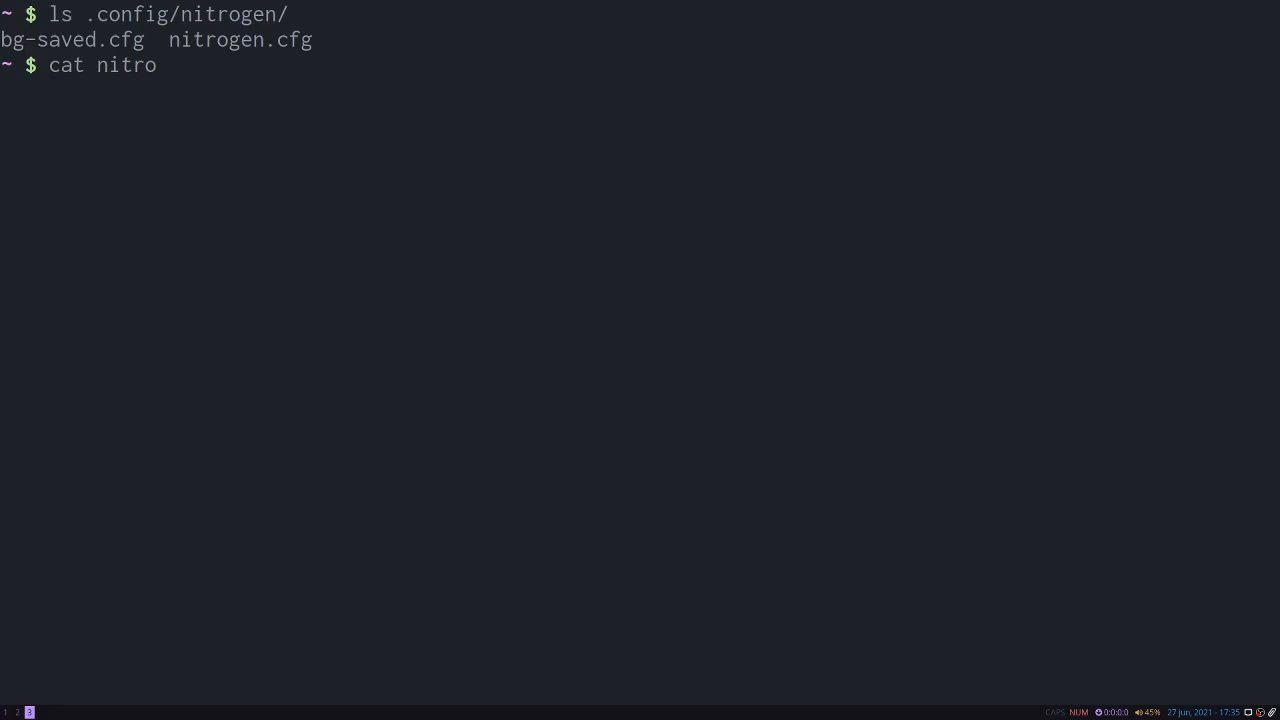 ~ $ ls .config/nitrogen/
bg-saved.cfg  nitrogen.cfg
~ $ cat nitro
1 2 3 CAPS NUM 0:0:0:0 45% 27 jun, 2021 - 17:35